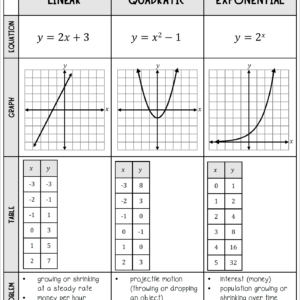 LINEAR QUADRATIC EXPONENTIAL
EQUATION
y = 2x + 3 y = x² − 1 y = 2ˣ
GRAPH
y y y
x x x
TABLE
x y x y x y
-3 -3 -3 8 0 1
-2 -1 -2 3 1 2
-1 1 -1 0 2 4
0 3 0 -1 3 8
1 5 1 0 4 16
2 7 2 3 5 32
• growing or shrinking at a steady rate
• money per hour
• projectile motion (throwing or dropping an object)
• interest (money)
• population growing or shrinking over time